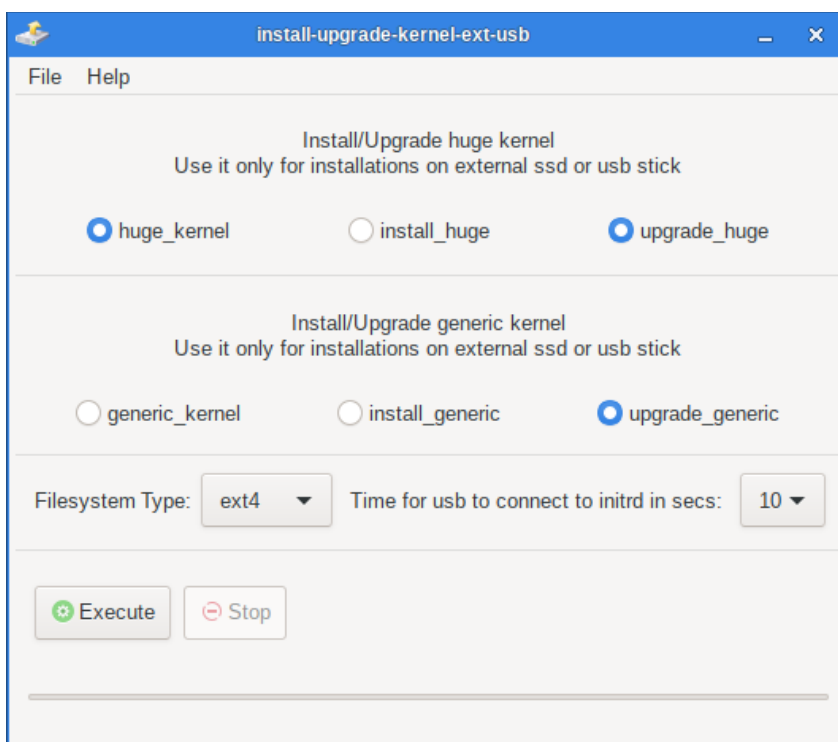 install-upgrade-kernel-ext-usb
File Help
Install/Upgrade huge kernel
Use it only for installations on external ssd or usb stick
huge_kernel install_huge upgrade_huge
Install/Upgrade generic kernel
Use it only for installations on external ssd or usb stick
generic_kernel install_generic upgrade_generic
Filesystem Type: ext4 Time for usb to connect to initrd in secs: 10
Execute Stop